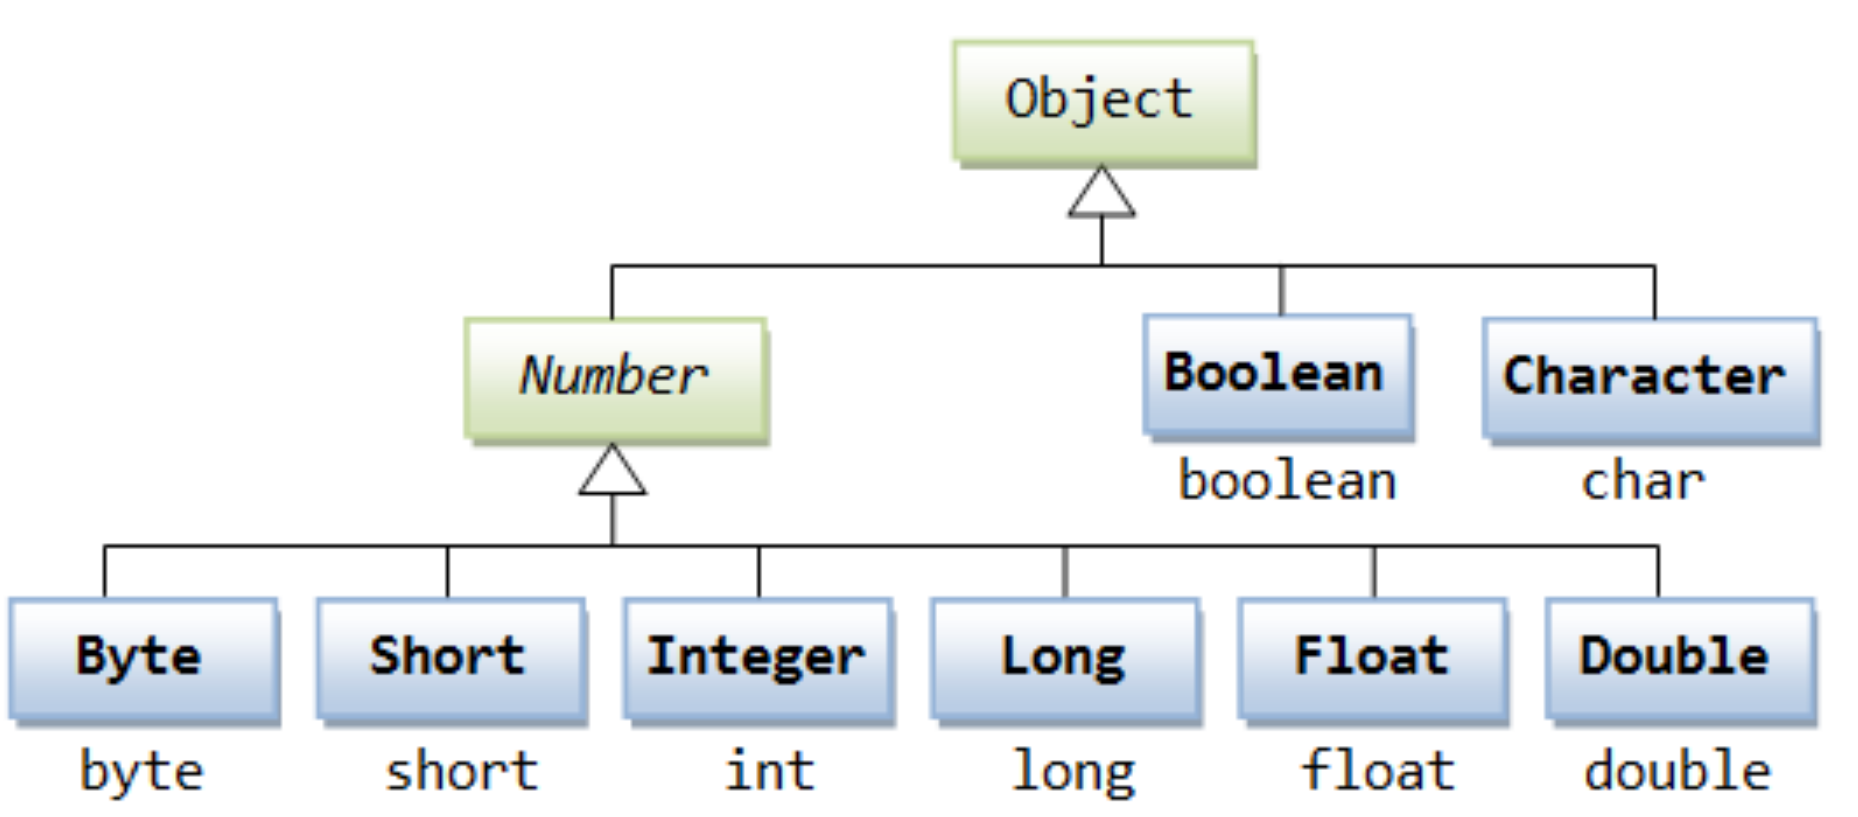 Object
Number
Boolean
Character
boolean
char
Byte
Short
Integer
Long
Float
Double
byte
short
int
long
float
double